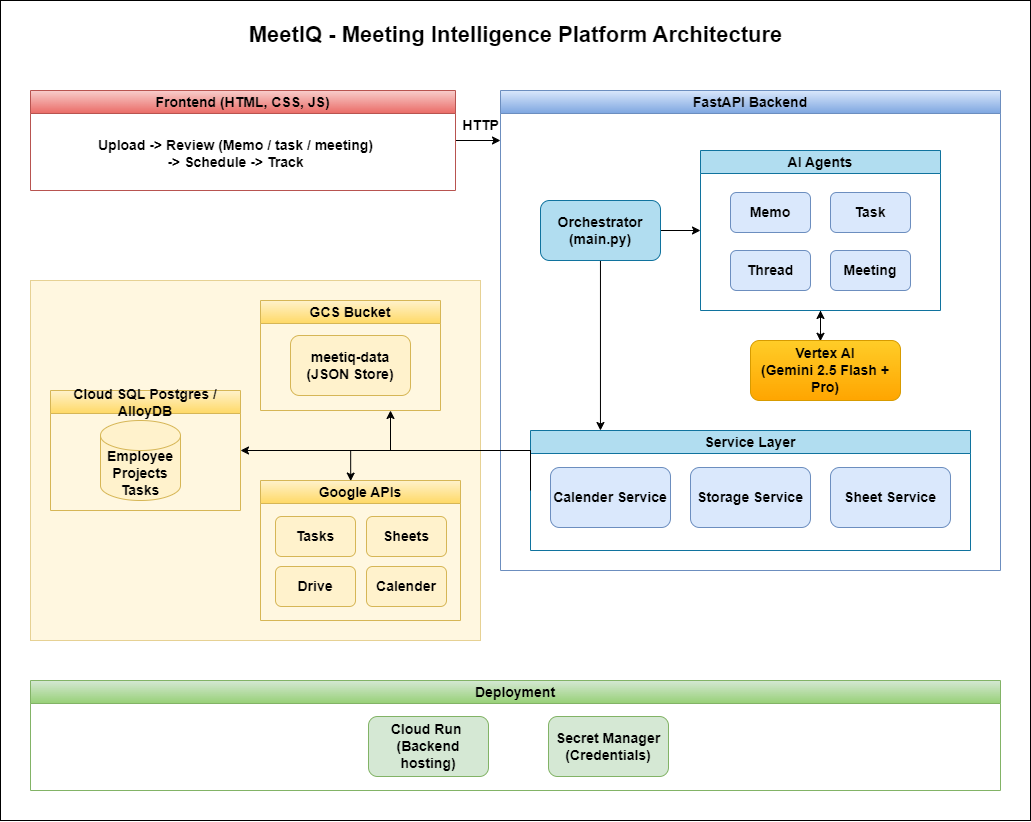 MeetIQ - Meeting Intelligence Platform Architecture
Frontend (HTML, CSS, JS)
Upload -> Review (Memo / task / meeting)
-> Schedule -> Track
HTTP
FastAPI Backend
Orchestrator
(main.py)
AI Agents
Memo
Task
Thread
Meeting
Vertex AI
(Gemini 2.5 Flash +
Pro)
Service Layer
Calender Service
Storage Service
Sheet Service
GCS Bucket
meetiq-data
(JSON Store)
Cloud SQL Postgres /
AlloyDB
Employee
Projects
Tasks
Google APIs
Tasks
Sheets
Drive
Calender
Deployment
Cloud Run
(Backend
hosting)
Secret Manager
(Credentials)